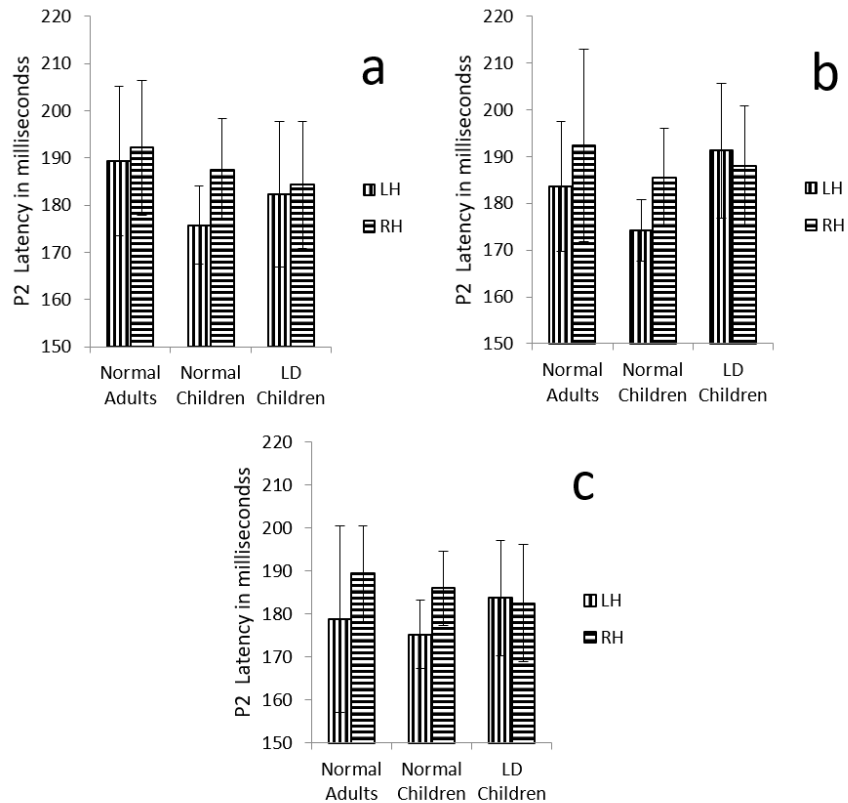 220
210
200
190
180
170
160
150
P2 Latency in millisecondss
Normal Adults
Normal Children
LD Children
a
LH
RH
220
210
200
190
180
170
160
150
P2 Latency in millisecondss
Normal Adults
Normal Children
LD Children
b
LH
RH
220
210
200
190
180
170
160
150
P2 Latency in millisecondss
Normal Adults
Normal Children
LD Children
c
LH
RH